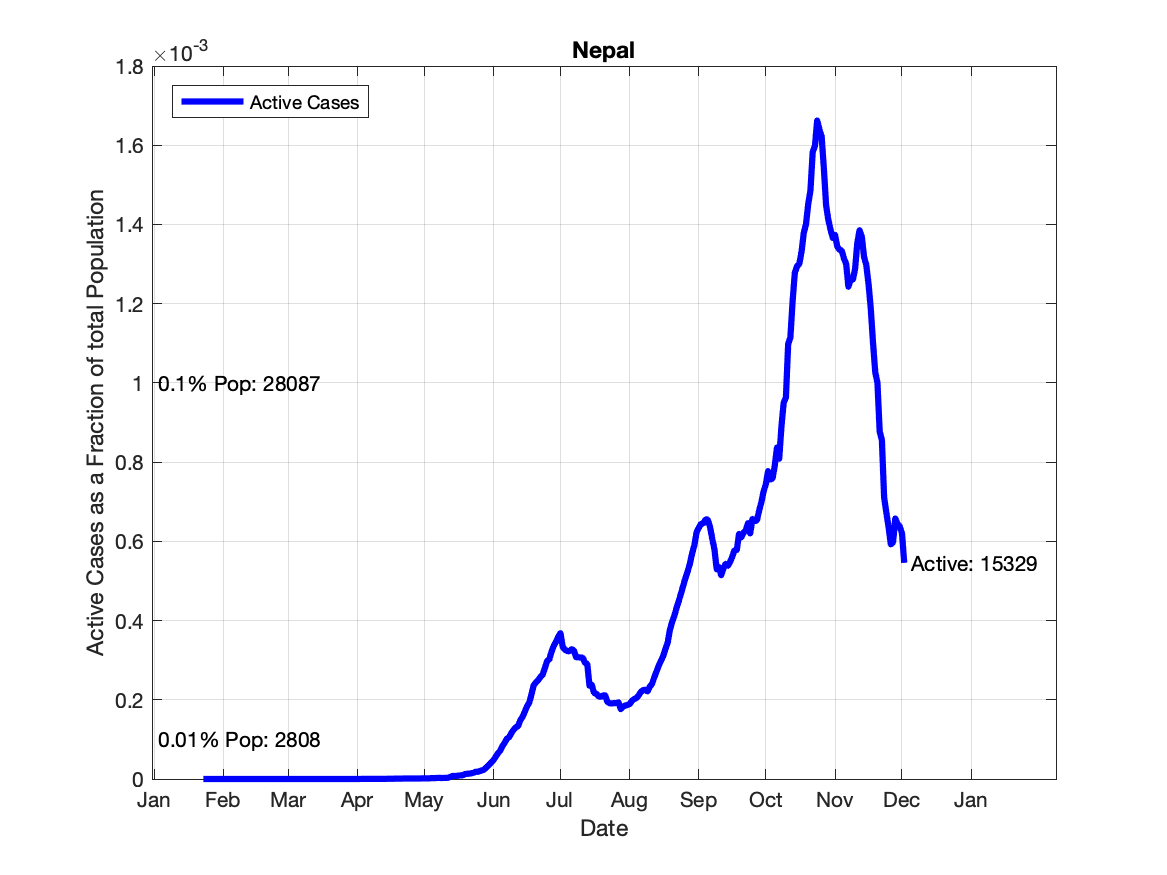 Nepal
×10-3
Active Cases
1.8
1.6
1.4
1.2
1
0.8
0.6
0.4
0.2
0
Active Cases as a Fraction of total Population
0.1% Pop: 28087
0.01% Pop: 2808
Active: 15329
Jan Feb Mar Apr May Jun Jul Aug Sep Oct Nov Dec Jan
Date